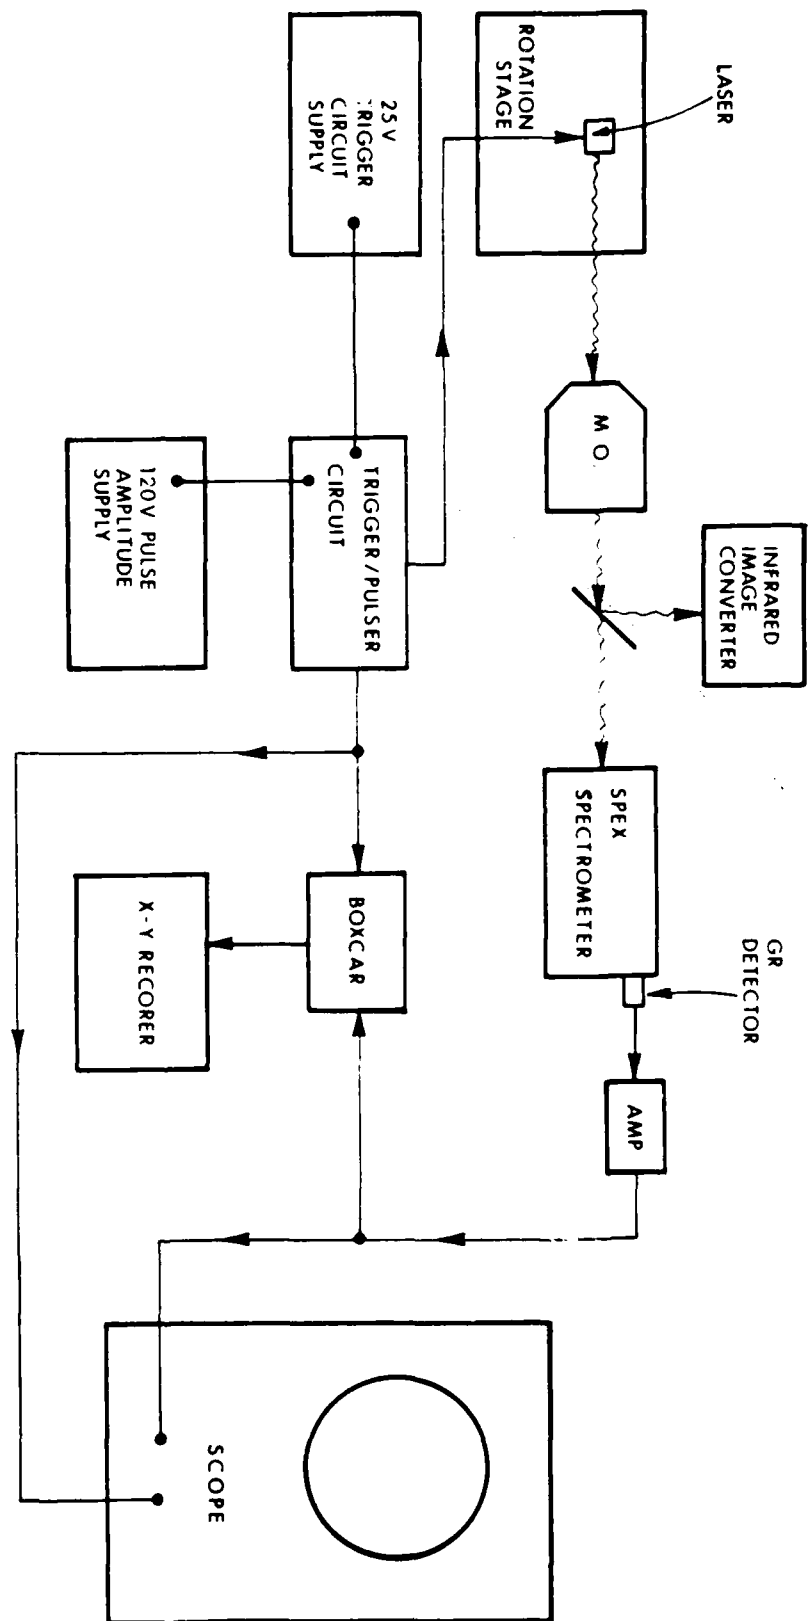 LASER
ROTATION
STAGE
M O
INFRARED
IMAGE
CONVERTER
SPEX
SPECTROMETER
GR
DETECTOR
AMP
25 V
TRIGGER
CIRCUIT
SUPPLY
TRIGGER/PULSER
CIRCUIT
120V PULSE
AMPLITUDE
SUPPLY
BOXCAR
X-Y RECORER
SCOPE